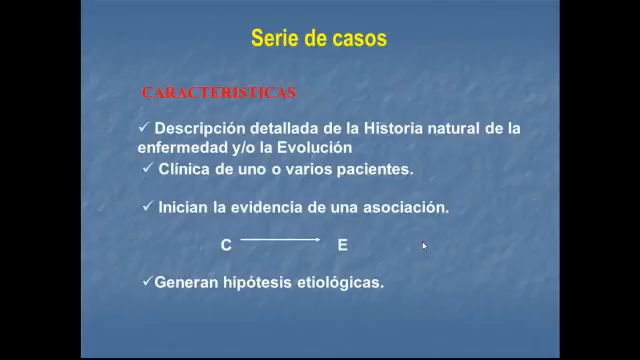 Serie de casos
CARACTERISTICAS
✓ Descripción detallada de la Historia natural de la
enfermedad y/o la Evolución
✓ Clínica de uno o varios pacientes.
✓ Inician la evidencia de una asociación.
C → E
✓Generan hipótesis etiológicas.